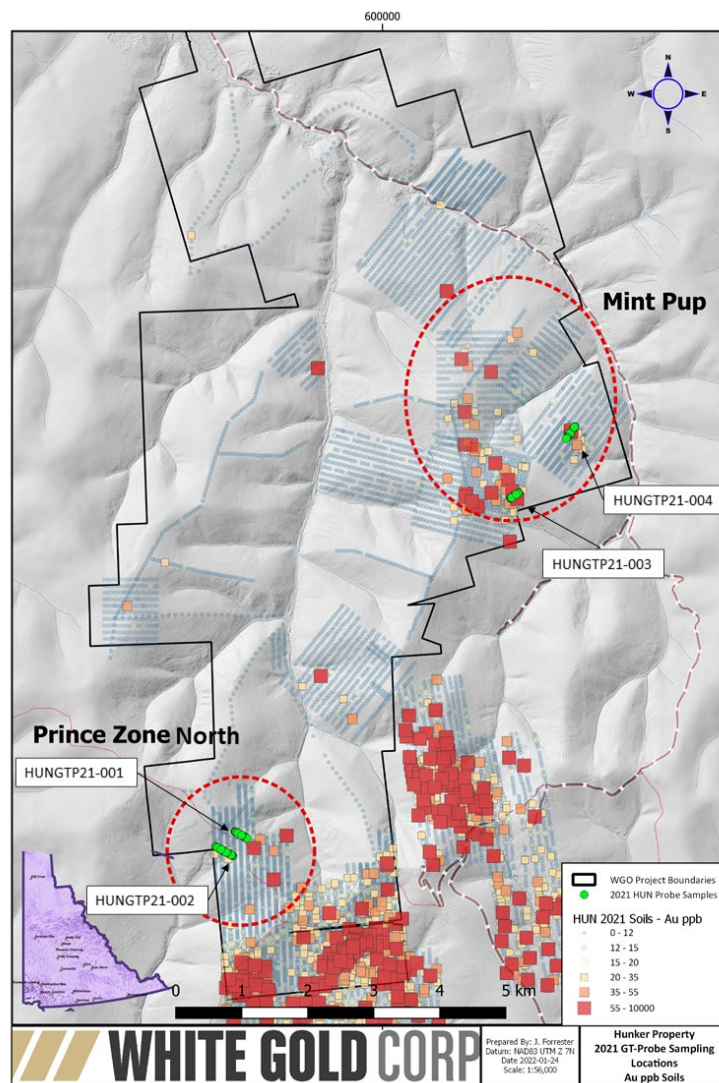 600000
N
W
E
S
Mint Pup
HUNGTP21-004
HUNGTP21-003
Prince Zone North
HUNGTP21-001
HUNGTP21-002
WGO Project Boundaries
2021 HUN Probe Samples
HUN 2021 Soils - Au ppb
0 - 12
12 - 15
15 - 20
20 - 35
35 - 55
55 - 10000
0 1 2 3 4 5 km
WHITE GOLD CORP
Prepared By: J. Forrester
Datum: NAD83 UTM Z 7N
Date 2022-01-24
Scale: 1:56,000
Hunker Property
2021 GT-Probe Sampling
Locations
Au ppb Soils